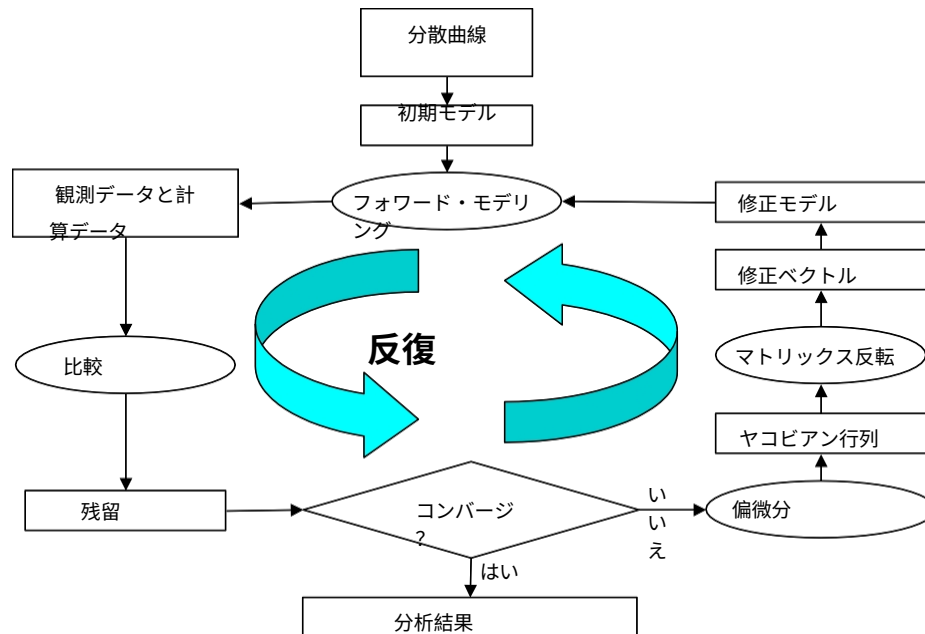 分散曲線
初期モデル
フォワード・モデリ
ング
観測データと計
算データ
比較
残留
反復
コンバージ
？
いいえ
はい
分析結果
偏微分
ヤコビアン行列
マトリックス反転
修正ベクトル
修正モデル